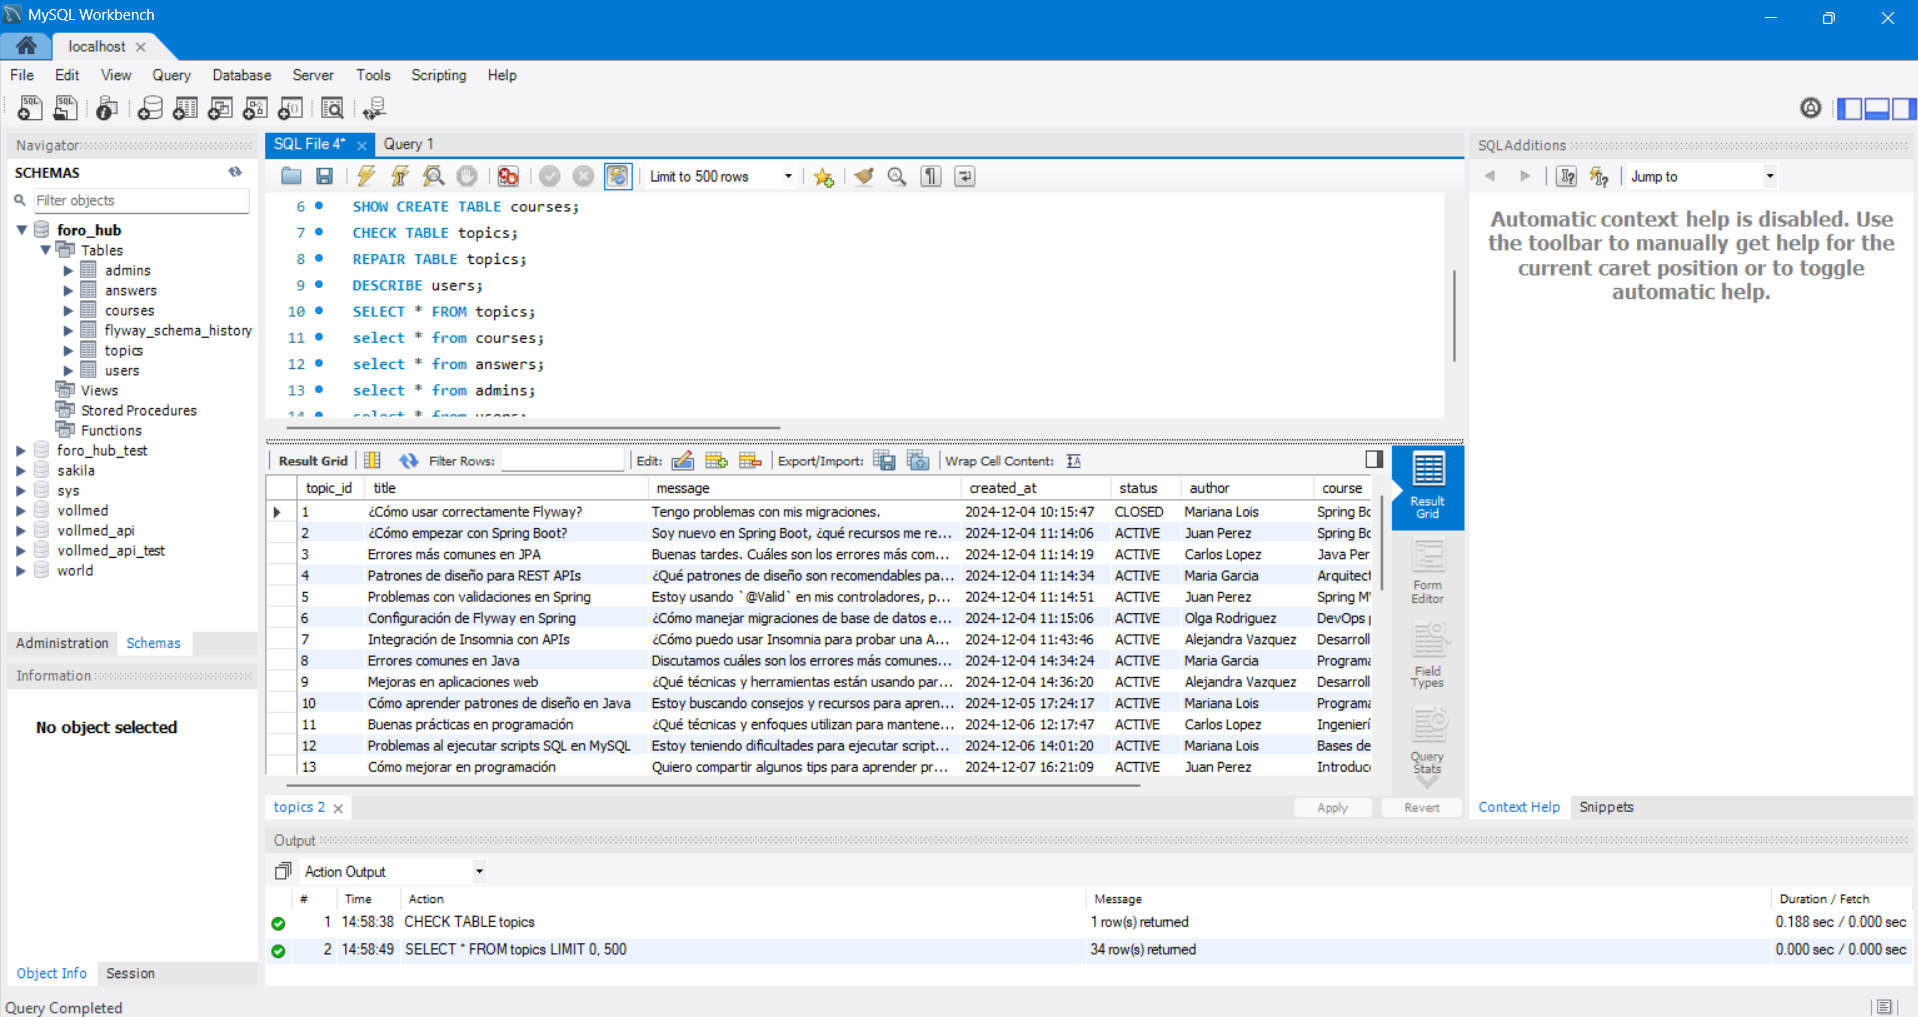 MySQL Workbench
localhost
File Edit View Query Database Server Tools Scripting Help
Navigator
SCHEMAS
Filter objects
foro_hub
Tables
admins
answers
courses
flyway_schema_history
topics
users
Views
Stored Procedures
Functions
foro_hub_test
sakila
sys
vollmed
vollmed_api
vollmed_api_test
world
Administration Schemas
Information
No object selected
Object Info Session
SQL File 4* Query 1
Limit to 500 rows
6 SHOW CREATE TABLE courses;
7 CHECK TABLE topics;
8 REPAIR TABLE topics;
9 DESCRIBE users;
10 SELECT * FROM topics;
11 select * from courses;
12 select * from answers;
13 select * from admins;
14 select * from users;
Result Grid Filter Rows: Edit: Export/Import: Wrap Cell Content:
topic_id title message created_at status author course
1 ¿Cómo usar correctamente Flyway? Tengo problemas con mis migraciones. 2024-12-04 10:15:47 CLOSED Mariana Lois Spring Bo
2 ¿Cómo empezar con Spring Boot? Soy nuevo en Spring Boot, ¿qué recursos me re... 2024-12-04 11:14:06 ACTIVE Juan Perez Spring Bo
3 Errores más comunes en JPA Buenas tardes. Cuáles son los errores más com... 2024-12-04 11:14:19 ACTIVE Carlos Lopez Java Per
4 Patrones de diseño para REST APIs ¿Qué patrones de diseño son recomendables pa... 2024-12-04 11:14:34 ACTIVE Maria Garcia Arquitect
5 Problemas con validaciones en Spring Estoy usando `@Valid` en mis controladores, p... 2024-12-04 11:14:51 ACTIVE Juan Perez Spring M
6 Configuración de Flyway en Spring ¿Cómo manejar migraciones de base de datos e... 2024-12-04 11:15:06 ACTIVE Olga Rodriguez DevOps
7 Integración de Insomnia con APIs ¿Cómo puedo usar Insomnia para probar una A... 2024-12-04 11:43:46 ACTIVE Alejandra Vazquez Desarroll
8 Errores comunes en Java Discutamos cuáles son los errores más comunes... 2024-12-04 14:34:24 ACTIVE Maria Garcia Programa
9 Mejoras en aplicaciones web ¿Qué técnicas y herramientas están usando par... 2024-12-04 14:36:20 ACTIVE Alejandra Vazquez Desarroll
10 Cómo aprender patrones de diseño en Java Estoy buscando consejos y recursos para apren... 2024-12-05 17:24:17 ACTIVE Mariana Lois Programa
11 Buenas prácticas en programación ¿Qué técnicas y enfoques utilizan para mantene... 2024-12-06 12:17:47 ACTIVE Carlos Lopez Ingenierí
12 Problemas al ejecutar scripts SQL en MySQL Estoy teniendo dificultades para ejecutar script... 2024-12-06 14:01:20 ACTIVE Mariana Lois Bases de
13 Cómo mejorar en programación Quiero compartir algunos tips para aprender pr... 2024-12-07 16:21:09 ACTIVE Juan Perez Introduc
Result
Grid
Form
Editor
Field
Types
Query
Stats
topics 2 Apply Revert
SQLAdditions
Jump to
Automatic context help is disabled. Use
the toolbar to manually get help for the
current caret position or to toggle
automatic help.
Context Help Snippets
Output
Action Output
# Time Action Message Duration / Fetch
1 14:58:38 CHECK TABLE topics 1 row(s) returned 0.188 sec / 0.000 sec
2 14:58:49 SELECT * FROM topics LIMIT 0, 500 34 row(s) returned 0.000 sec / 0.000 sec
Query Completed